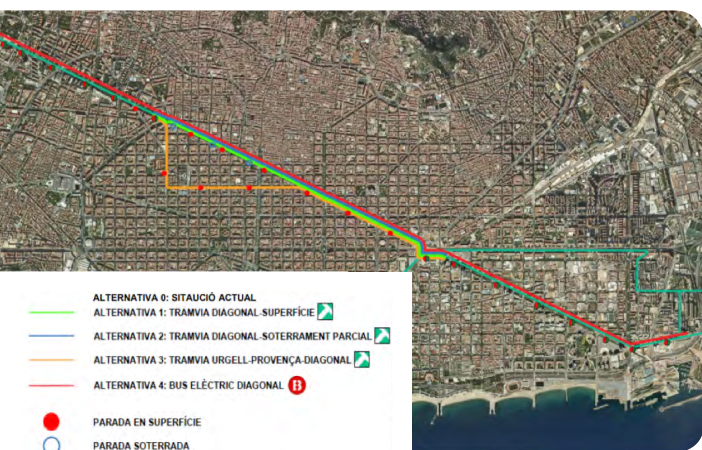 ALTERNATIVA 0: SITAUCIÓ ACTUAL
ALTERNATIVA 1: TRAMVIA DIAGONAL-SUPERFÍCIE
ALTERNATIVA 2: TRAMVIA DIAGONAL-SOTERRAMENT PARCIAL
ALTERNATIVA 3: TRAMVIA URGELL-PROVENÇA-DIAGONAL
ALTERNATIVA 4: BUS ELÈCTRIC DIAGONAL B
PARADA EN SUPERFÍCIE
PARADA SOTERRADA